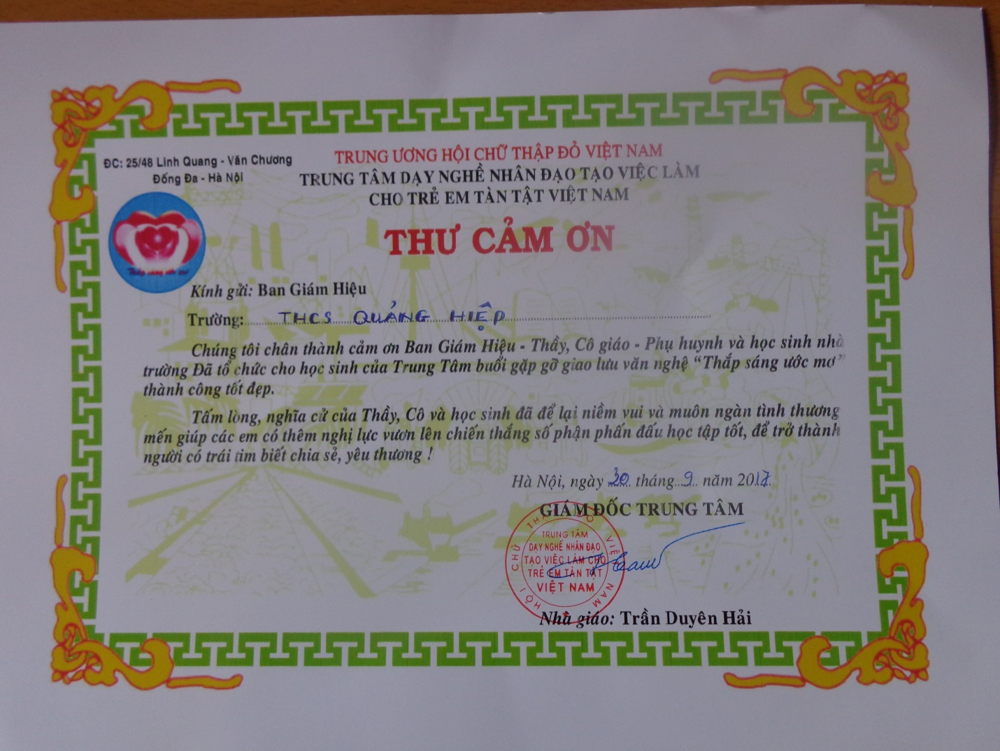 ĐC: 25/48 Linh Quang - Văn Chương
Đống Đa - Hà Nội
TRUNG ƯƠNG HỘI CHỮ THẬP ĐỎ VIỆT NAM
TRUNG TÂM DẠY NGHỀ NHÂN ĐẠO TẠO VIỆC LÀM
CHO TRẺ EM TÀN TẬT VIỆT NAM
Thắp sáng ước mơ
THƯ CẢM ƠN
Kính gửi: Ban Giám Hiệu
Trường: THCS QUẢNG HIỆP
Chúng tôi chân thành cảm ơn Ban Giám Hiệu - Thầy, Cô giáo - Phụ huynh và học sinh nhà
trường Đã tổ chức cho học sinh của Trung Tâm buổi gặp gỡ giao lưu văn nghệ “Thắp sáng ước mơ”
thành công tốt đẹp.
Tấm lòng, nghĩa cử của Thầy, Cô và học sinh đã để lại niềm vui và muôn ngàn tình thương
mến giúp các em có thêm nghị lực vươn lên chiến thắng số phận phấn đấu học tập tốt, để trở thành
người có trái tim biết chia sẻ, yêu thương !
Hà Nội, ngày 20 tháng 9 năm 2017
GIÁM ĐỐC TRUNG TÂM
HỘI CHỮ THẬP ĐỎ VIỆT NAM
TRUNG TÂM
DẠY NGHỀ NHÂN ĐẠO
TẠO VIỆC LÀM CHO
TRẺ EM TÀN TẬT
VIỆT NAM
Nhà giáo: Trần Duyên Hải